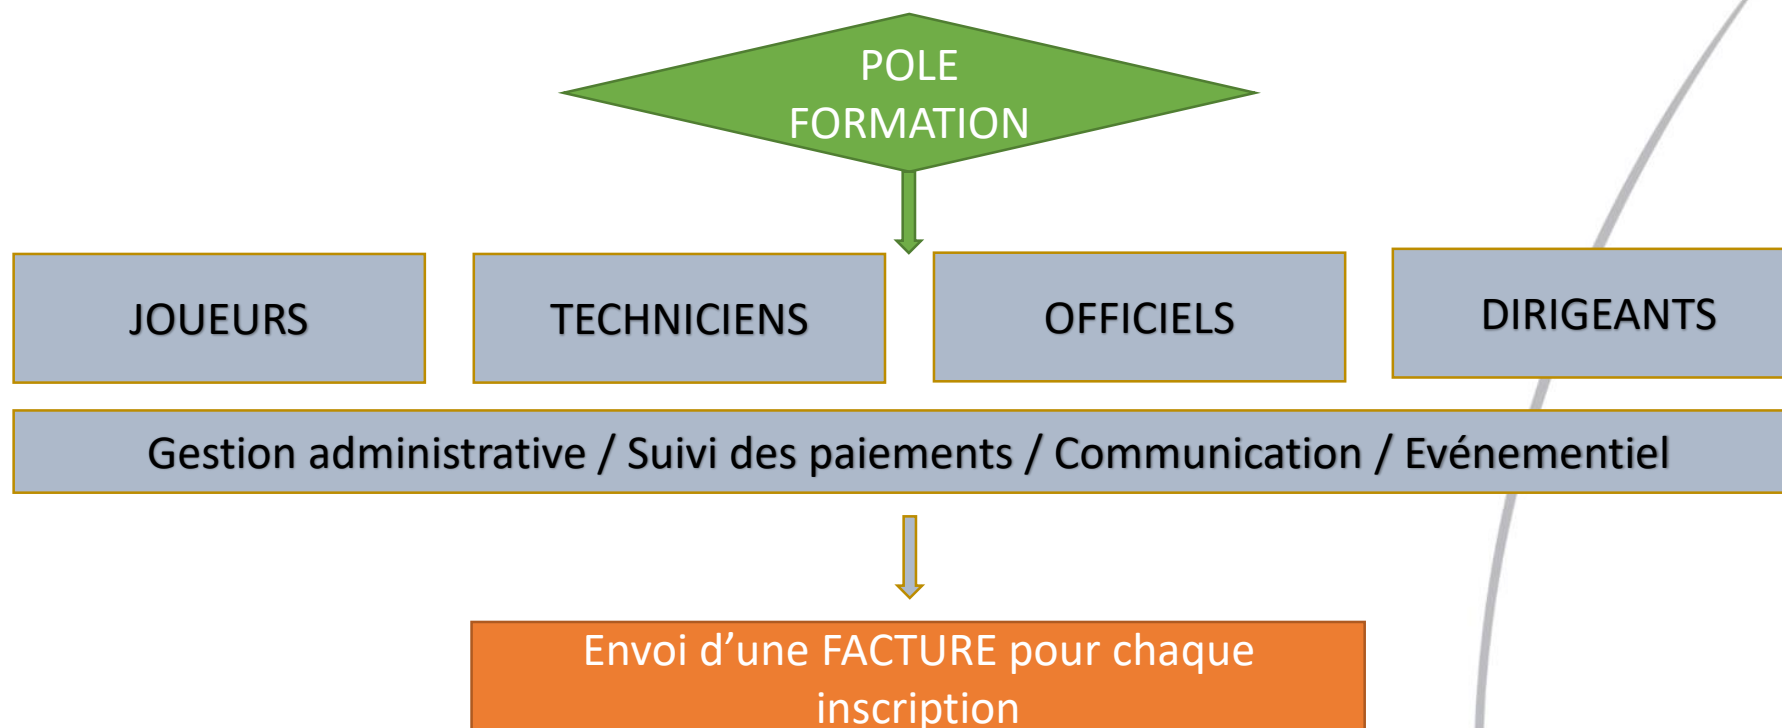 POLE
FORMATION
JOUEURS
TECHNICIENS
OFFICIELS
DIRIGEANTS
Gestion administrative / Suivi des paiements / Communication / Evénementiel
Envoi d’une FACTURE pour chaque
inscription